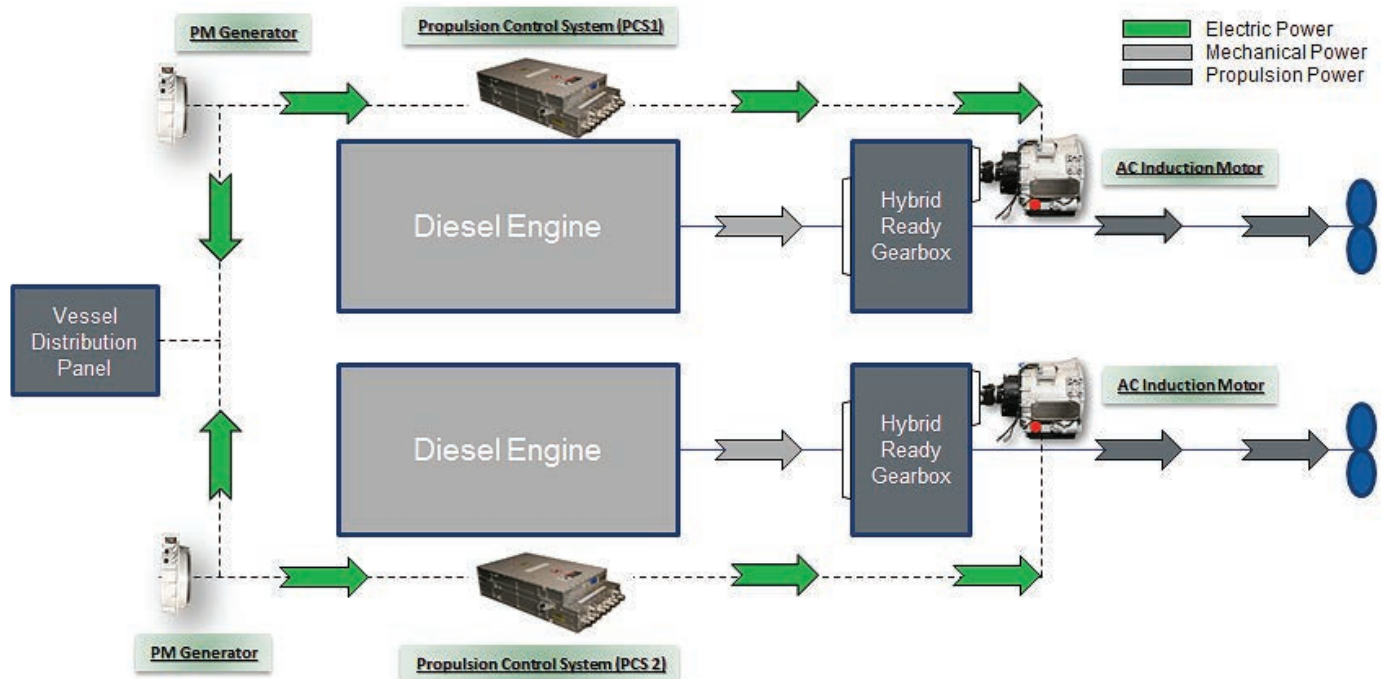 PM Generator
Propulsion Control System (PCS1)
Electric Power
Mechanical Power
Propulsion Power
Diesel Engine
Hybrid
Ready
Gearbox
AC Induction Motor
Vessel
Distribution
Panel
Diesel Engine
Hybrid
Ready
Gearbox
AC Induction Motor
PM Generator
Propulsion Control System (PCS 2)